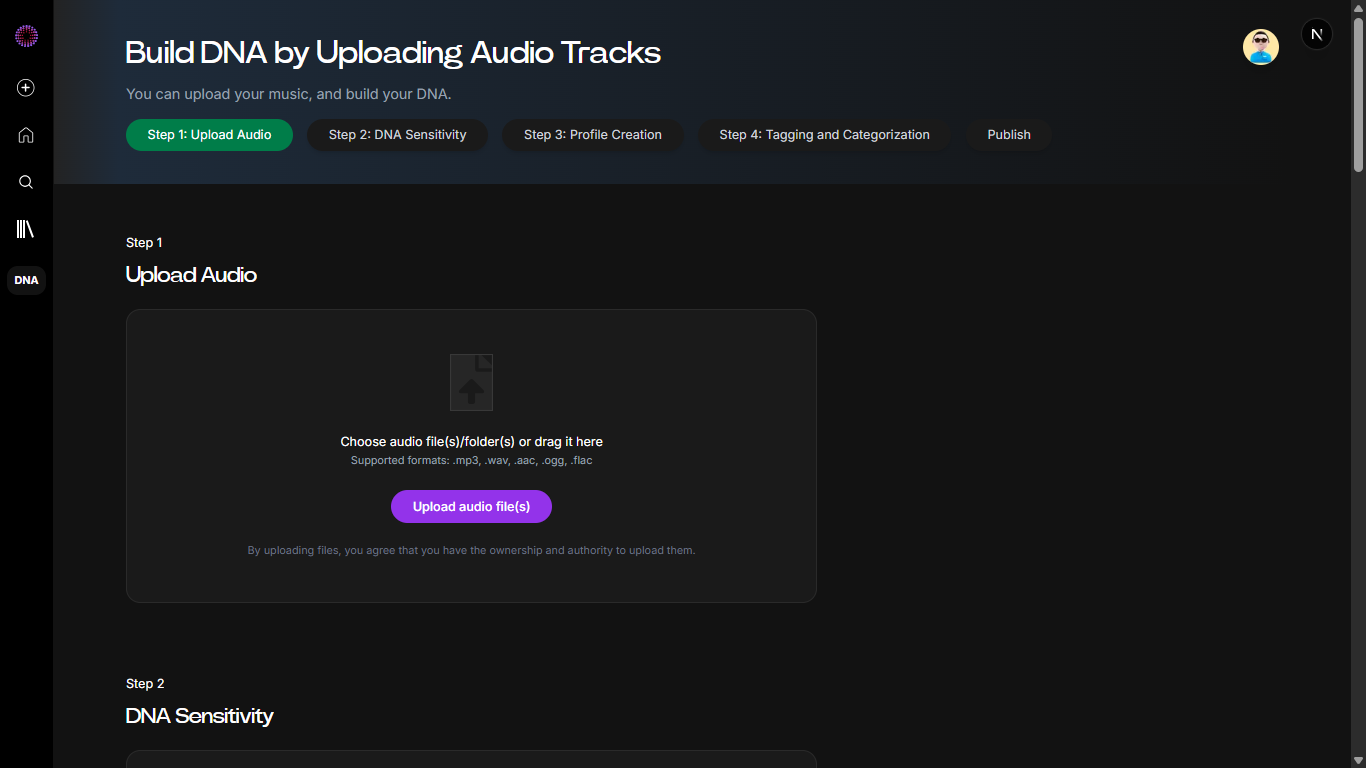 Build DNA by Uploading Audio Tracks
N
You can upload your music, and build your DNA.
Step 1: Upload Audio
Step 2: DNA Sensitivity
Step 3: Profile Creation
Step 4: Tagging and Categorization
Publish
Step 1
Upload Audio
DNA
Choose audio file(s)/folder(s) or drag it here
Supported formats: .mp3, .wav, .aac, .ogg, .flac
Upload audio file(s)
By uploading files, you agree that you have the ownership and authority to upload them.
Step 2
DNA Sensitivity